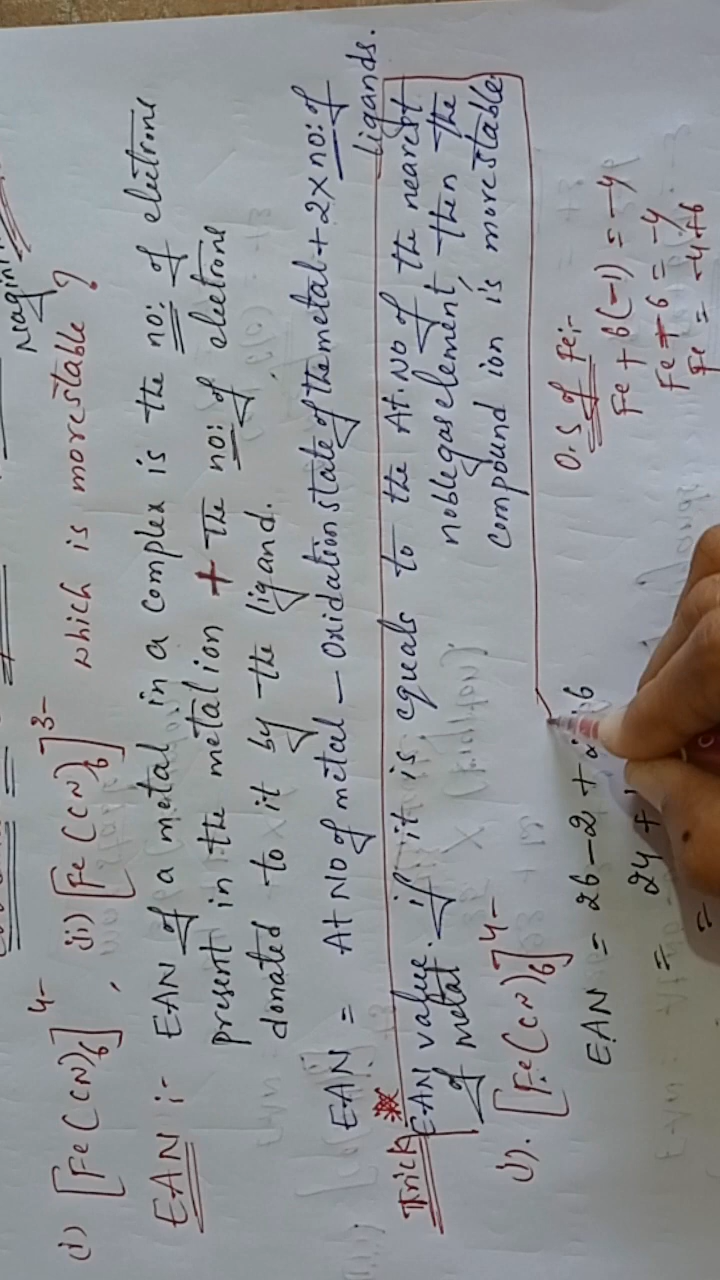 (i) [Fe(CN)6]4- , ii) [Fe(CN)6]3- which is more stable ?
EAN :- EAN of a metal in a complex is the no: of electrons
present in the metal ion + The no: of electrons
donated to it by the ligand.
EAN = At NO of metal - Oxidation state of the metal + 2 x no: of
ligands.
Trick EAN value of metal. if it is equals to the At. NO of the nearest
noble gas element then the
compound ion is more stable
i). [Fe(CN)6]4-
O.S of Fe:-
EAN = 26 - 2 + 6
Fe + 6(-1) = -4
= 24 +
Fe - 6 = -4
=
Fe = -4+6